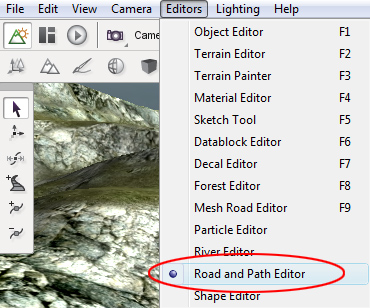 File Edit View Camera Editors Lighting Help
Came
Object Editor F1
Terrain Editor F2
Terrain Painter F3
Material Editor F4
Sketch Tool F5
Datablock Editor F6
Decal Editor F7
Forest Editor F8
Mesh Road Editor F9
Particle Editor
River Editor
Road and Path Editor
Shape Editor